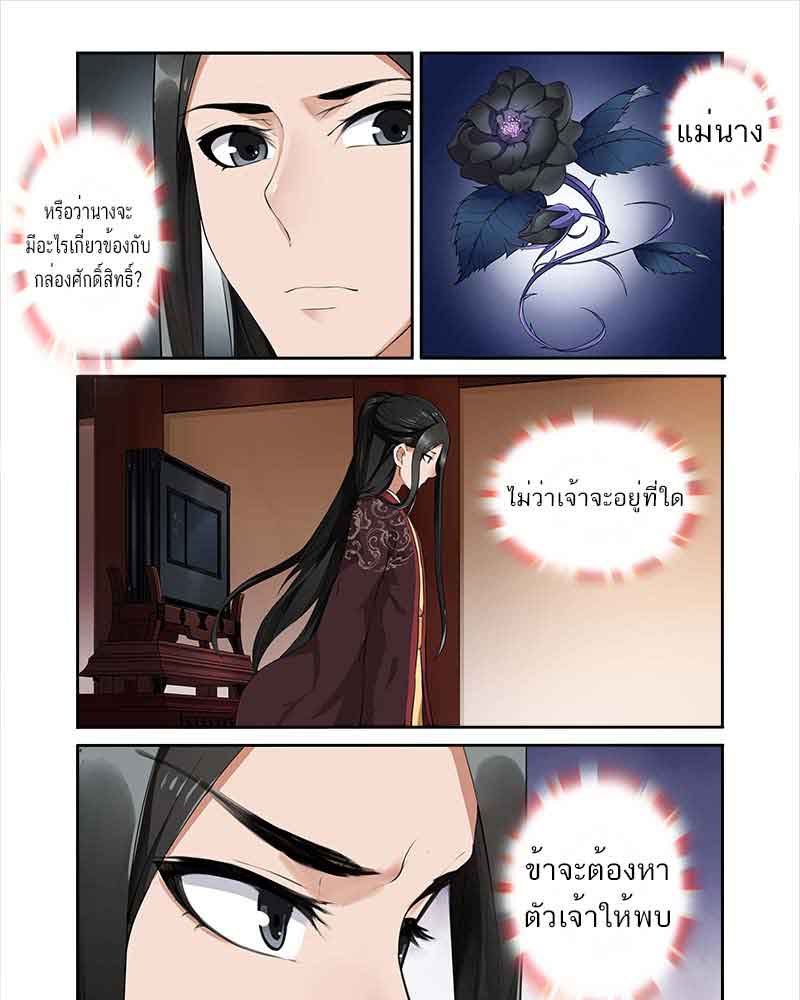 หรือว่านางจะ
มีอะไรเกี่ยวข้องกับ
กล่องศักดิ์สิทธิ์?
แม่นาง
ไม่ว่าเจ้าจะอยู่ที่ใด
ข้าจะต้องหา
ตัวเจ้าให้พบ